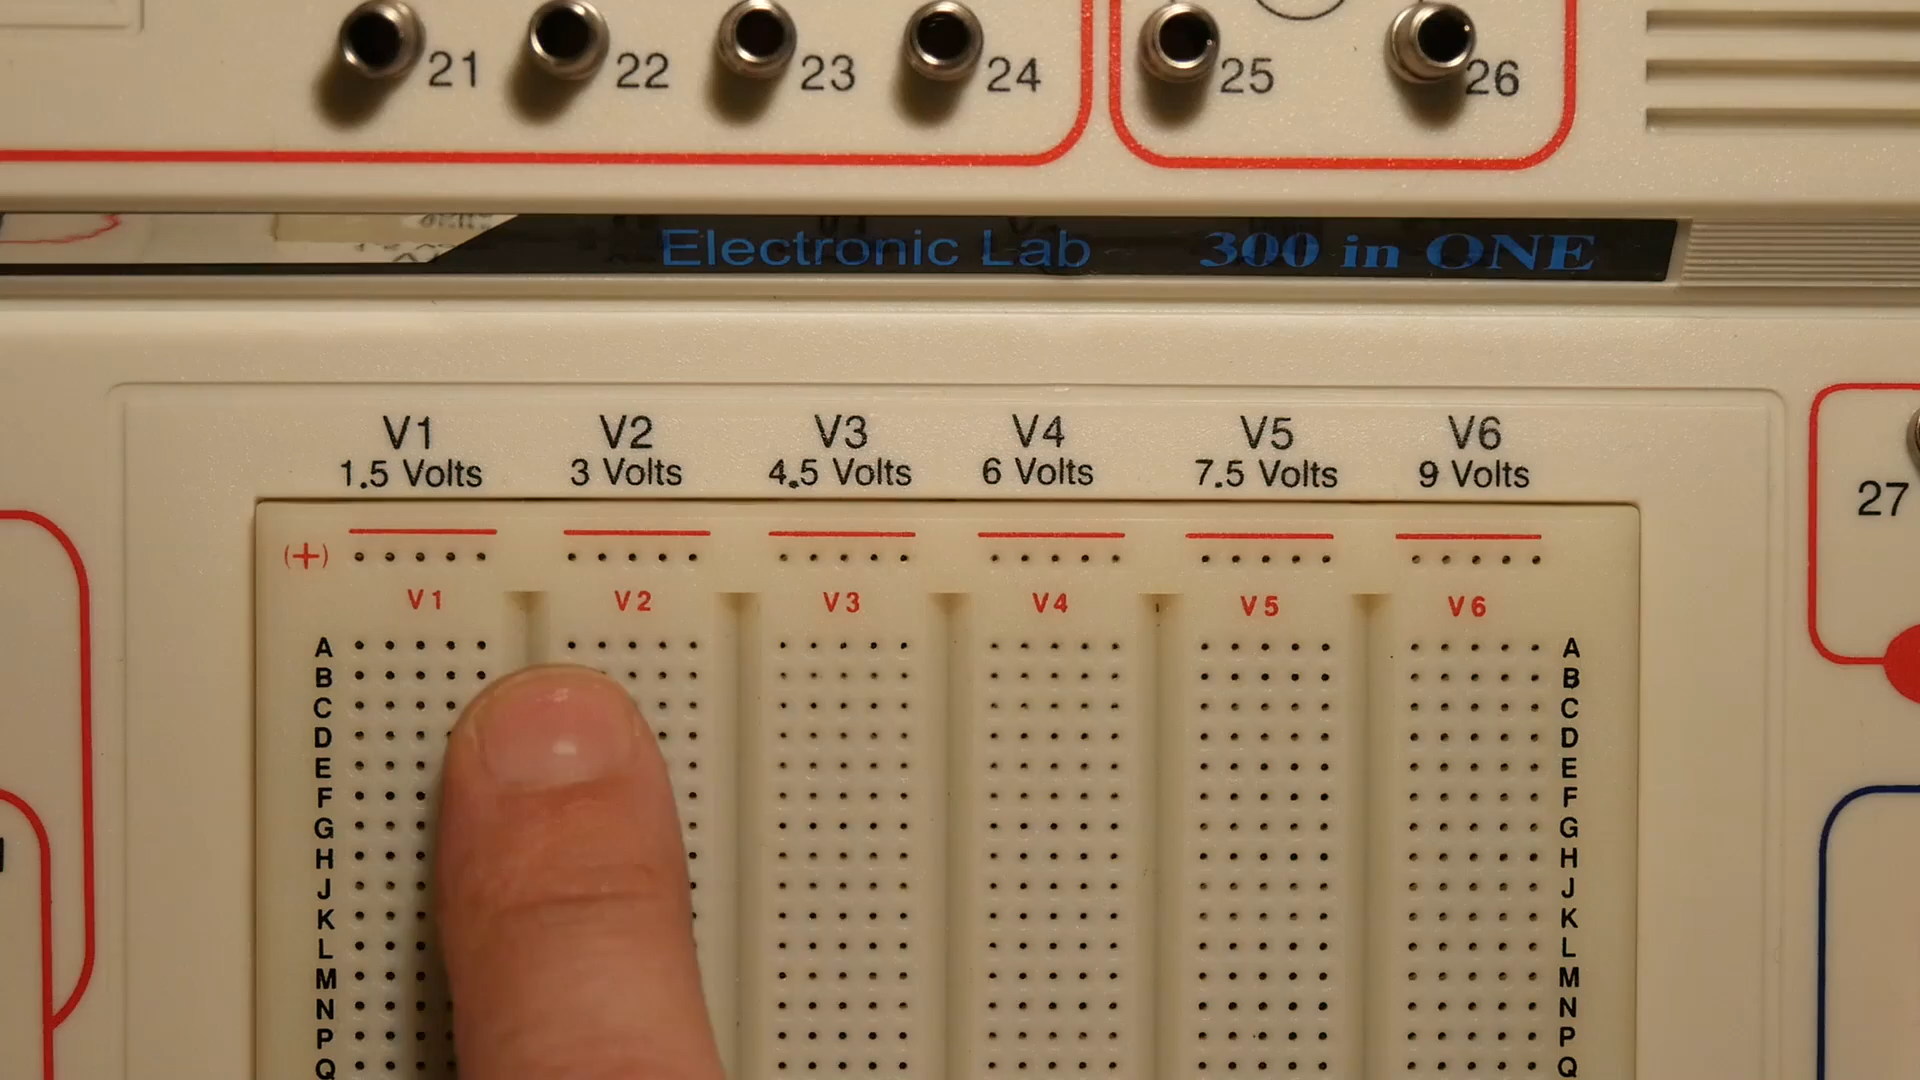 21 22 23 24 25 26
Electronic Lab 300 in ONE
V1 V2 V3 V4 V5 V6
1.5 Volts 3 Volts 4.5 Volts 6 Volts 7.5 Volts 9 Volts
27
(+)
V1 V2 V3 V4 V5 V6
A A
B B
C C
D D
E E
F F
G G
H H
J J
K K
L L
M M
N N
P P
Q Q